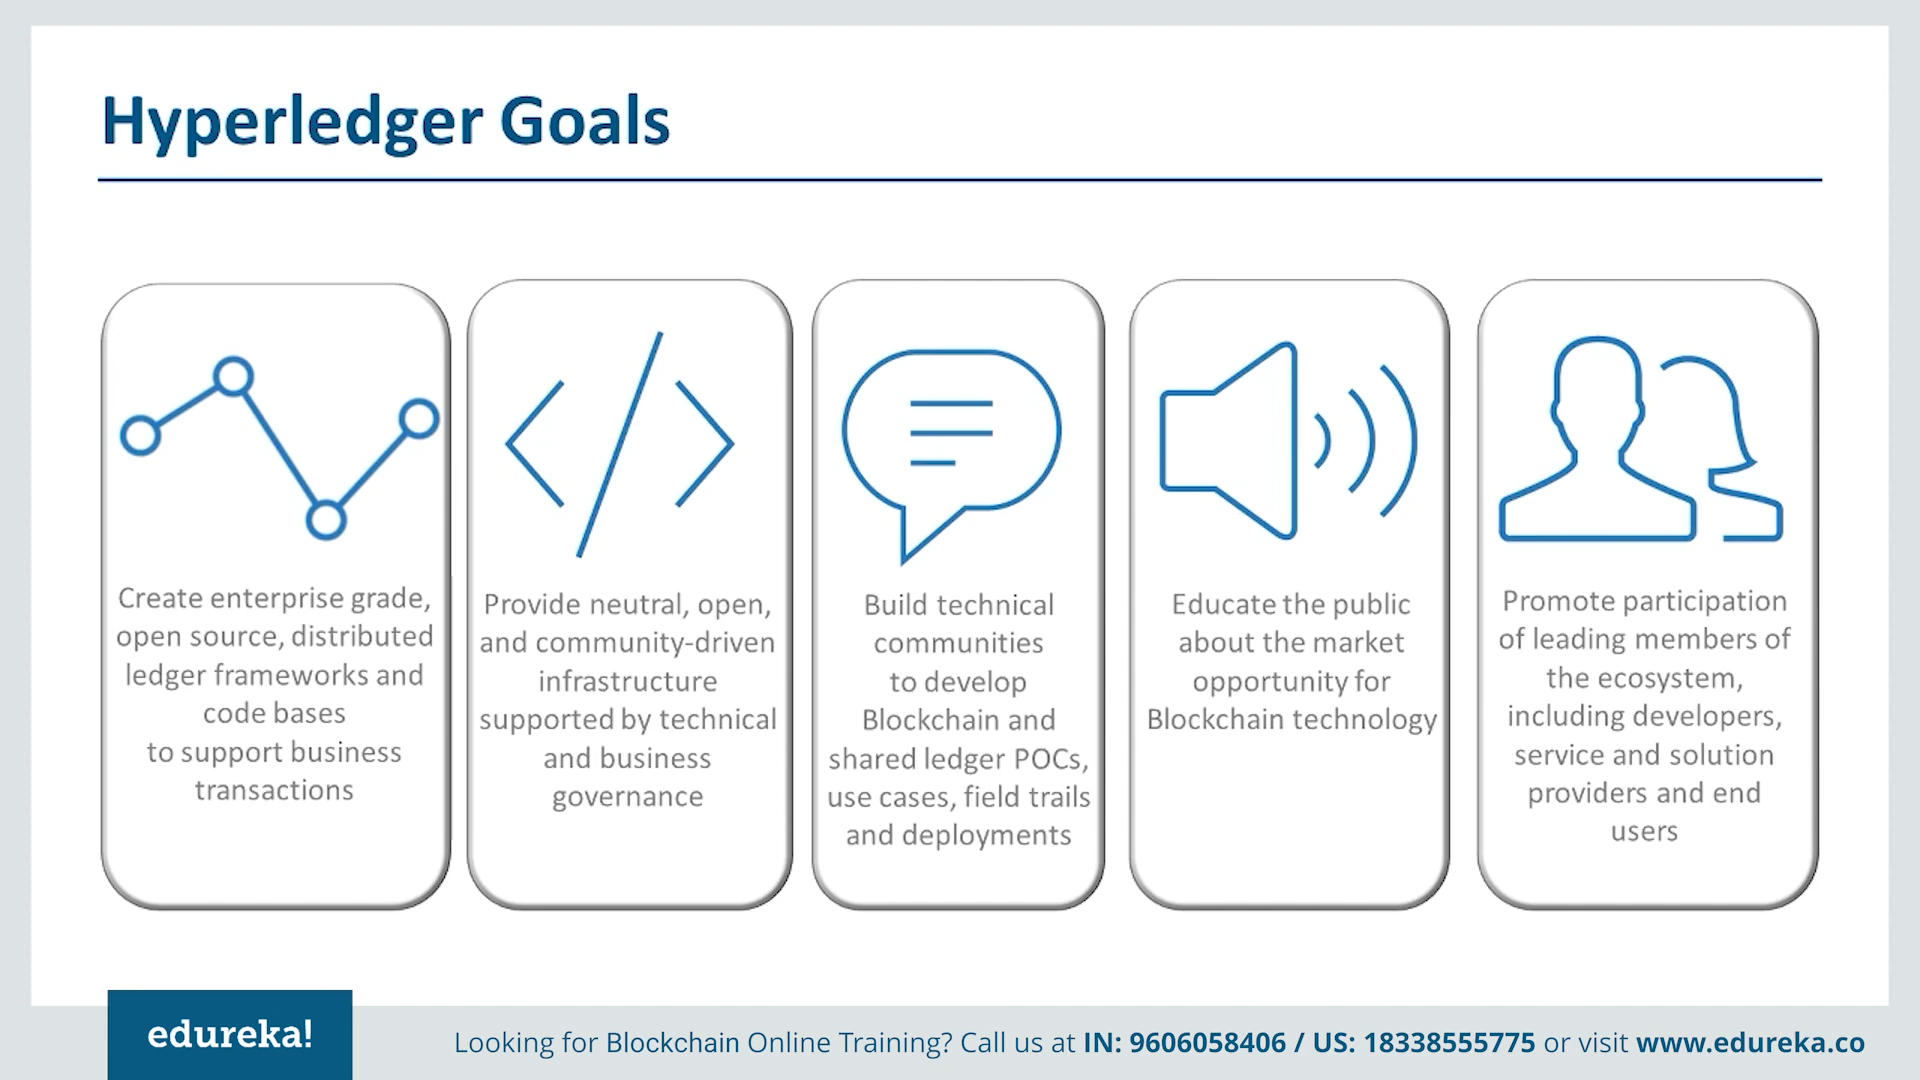 Hyperledger Goals
Create enterprise grade,
open source, distributed
ledger frameworks and
code bases
to support business
transactions
Provide neutral, open,
and community-driven
infrastructure
supported by technical
and business
governance
Build technical
communities
to develop
Blockchain and
shared ledger POCs,
use cases, field trails
and deployments
Educate the public
about the market
opportunity for
Blockchain technology
Promote participation
of leading members of
the ecosystem,
including developers,
service and solution
providers and end
users
edureka!
Looking for Blockchain Online Training? Call us at IN: 9606058406 / US: 18338555775 or visit www.edureka.co